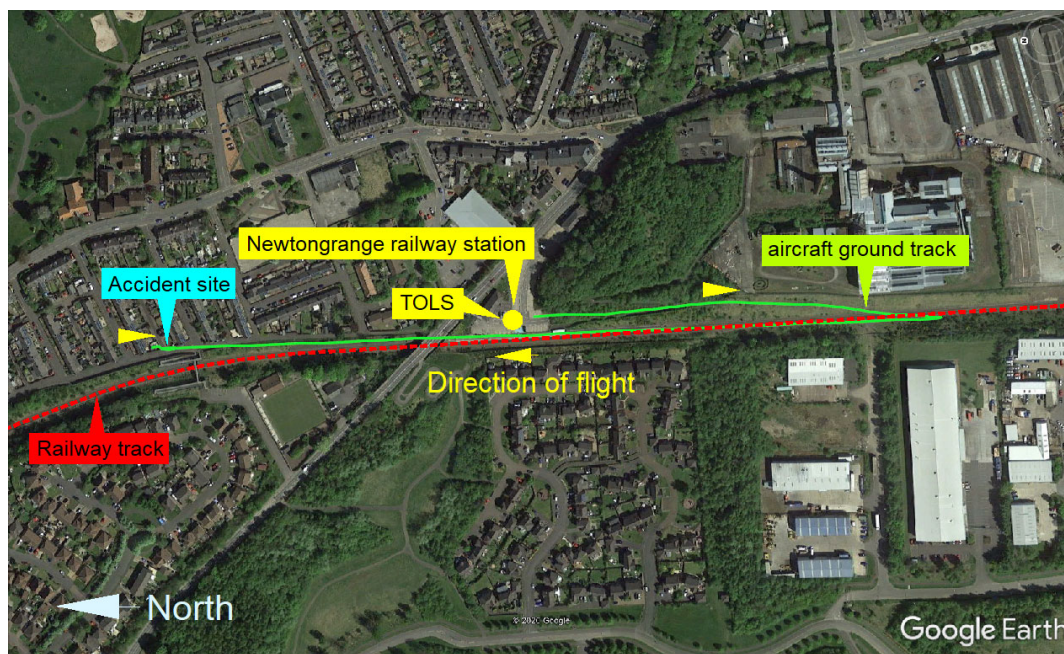 Newtongrange railway station
aircraft ground track
Accident site
TOLS
Direction of flight
Railway track
North
© 2020 Google
Google Earth